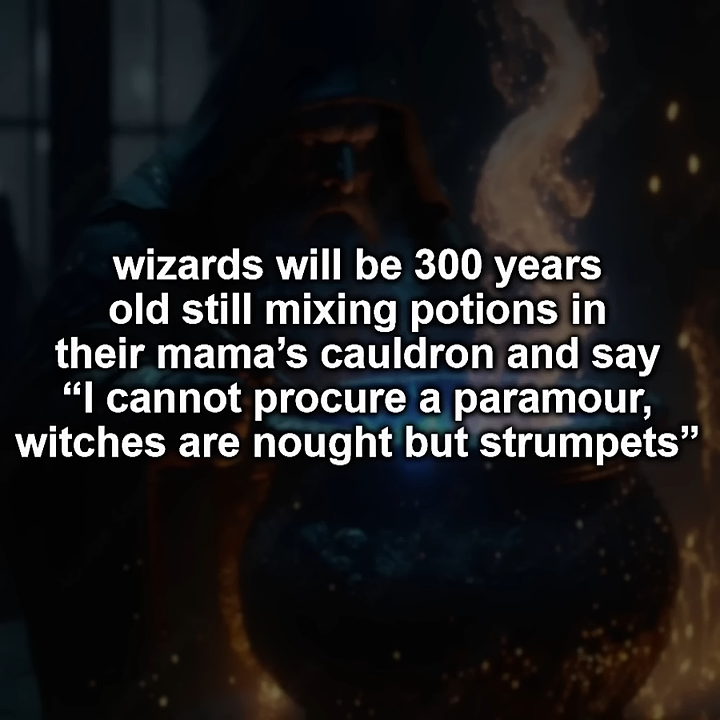 wizards will be 300 years
old still mixing potions in
their mama’s cauldron and say
“I cannot procure a paramour,
witches are nought but strumpets”